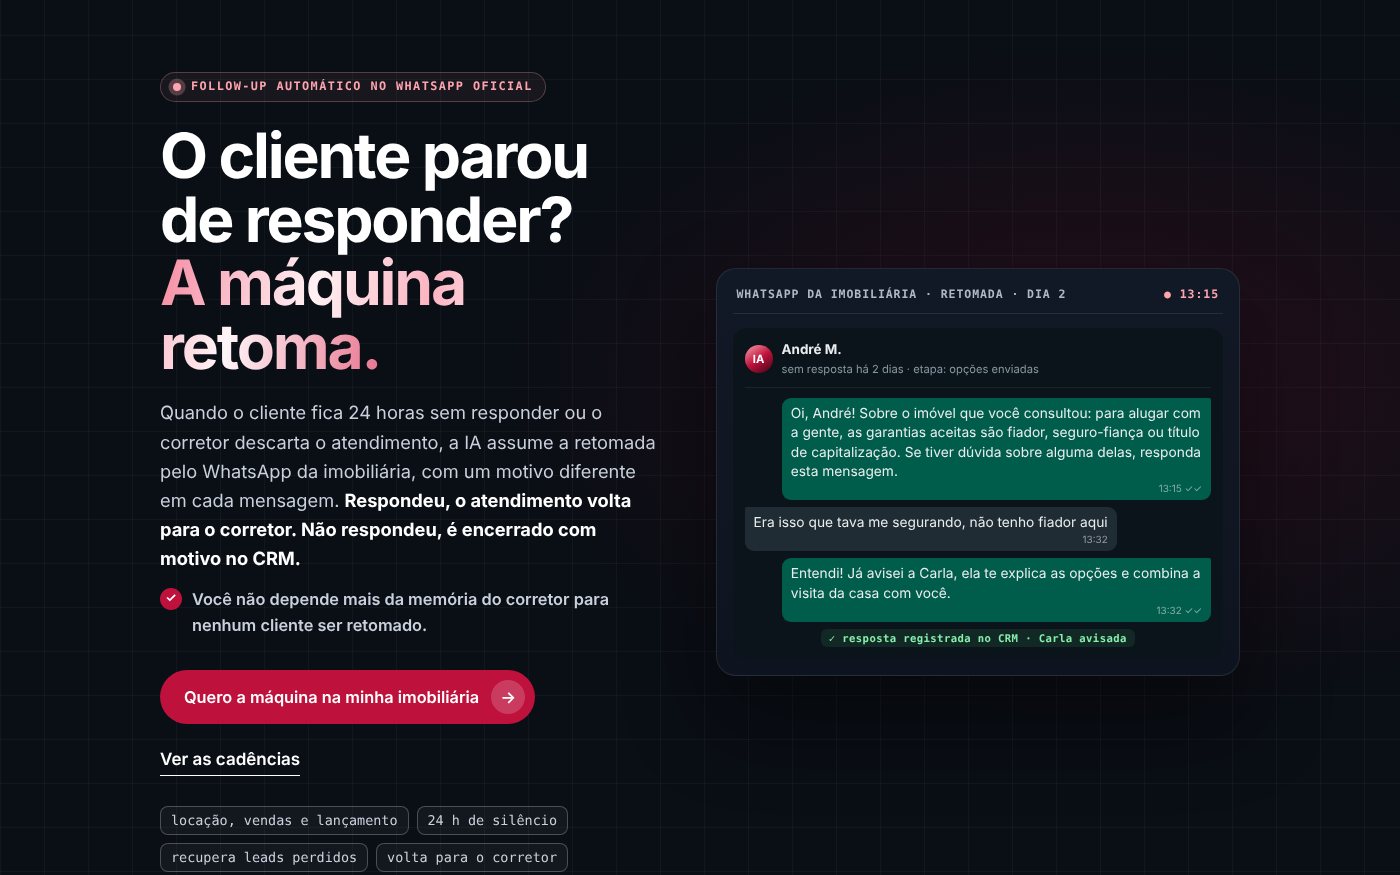 FOLLOW-UP AUTOMÁTICO NO WHATSAPP OFICIAL
O cliente parou
de responder?
A máquina
retoma.
Quando o cliente fica 24 horas sem responder ou o
corretor descarta o atendimento, a IA assume a retomada
pelo WhatsApp da imobiliária, com um motivo diferente
em cada mensagem. Respondeu, o atendimento volta
para o corretor. Não respondeu, é encerrado com
motivo no CRM.
Você não depende mais da memória do corretor para
nenhum cliente ser retomado.
Quero a máquina na minha imobiliária →
Ver as cadências
locação, vendas e lançamento
24 h de silêncio
recupera leads perdidos
volta para o corretor
WHATSAPP DA IMOBILIÁRIA · RETOMADA · DIA 2
● 13:15
IA
André M.
sem resposta há 2 dias · etapa: opções enviadas
Oi, André! Sobre o imóvel que você consultou: para alugar com
a gente, as garantias aceitas são fiador, seguro-fiança ou título
de capitalização. Se tiver dúvida sobre alguma delas, responda
esta mensagem.
13:15 ✓✓
Era isso que tava me segurando, não tenho fiador aqui
13:32
Entendi! Já avisei a Carla, ela te explica as opções e combina a
visita da casa com você.
13:32 ✓✓
✓ resposta registrada no CRM · Carla avisada